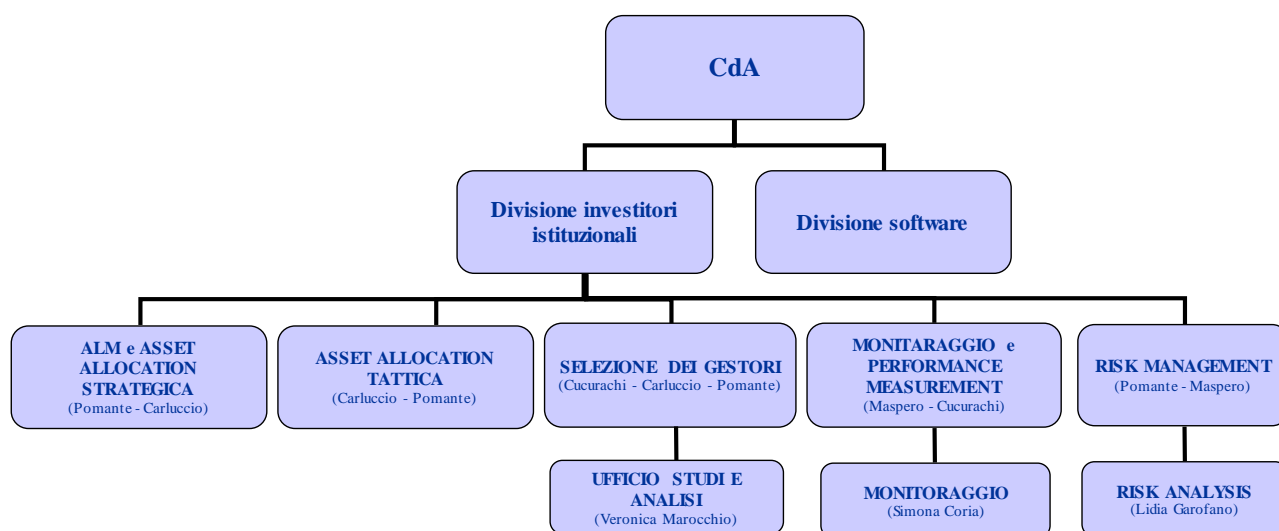 CdA
Divisione investitori
istituzionali
Divisione software
ALM e ASSET
ALLOCATION
STRATEGICA
(Pomante - Carluccio)
ASSET ALLOCATION
TATTICA
(Carluccio - Pomante)
SELEZIONE DEI GESTORI
(Cucurachi - Carluccio - Pomante)
MONITARAGGIO e
PERFORMANCE
MEASUREMENT
(Maspero - Cucurachi)
RISK MANAGEMENT
(Pomante - Maspero)
UFFICIO STUDI E
ANALISI
(Veronica Marocchio)
MONITORAGGIO
(Simona Coria)
RISK ANALYSIS
(Lidia Garofano)